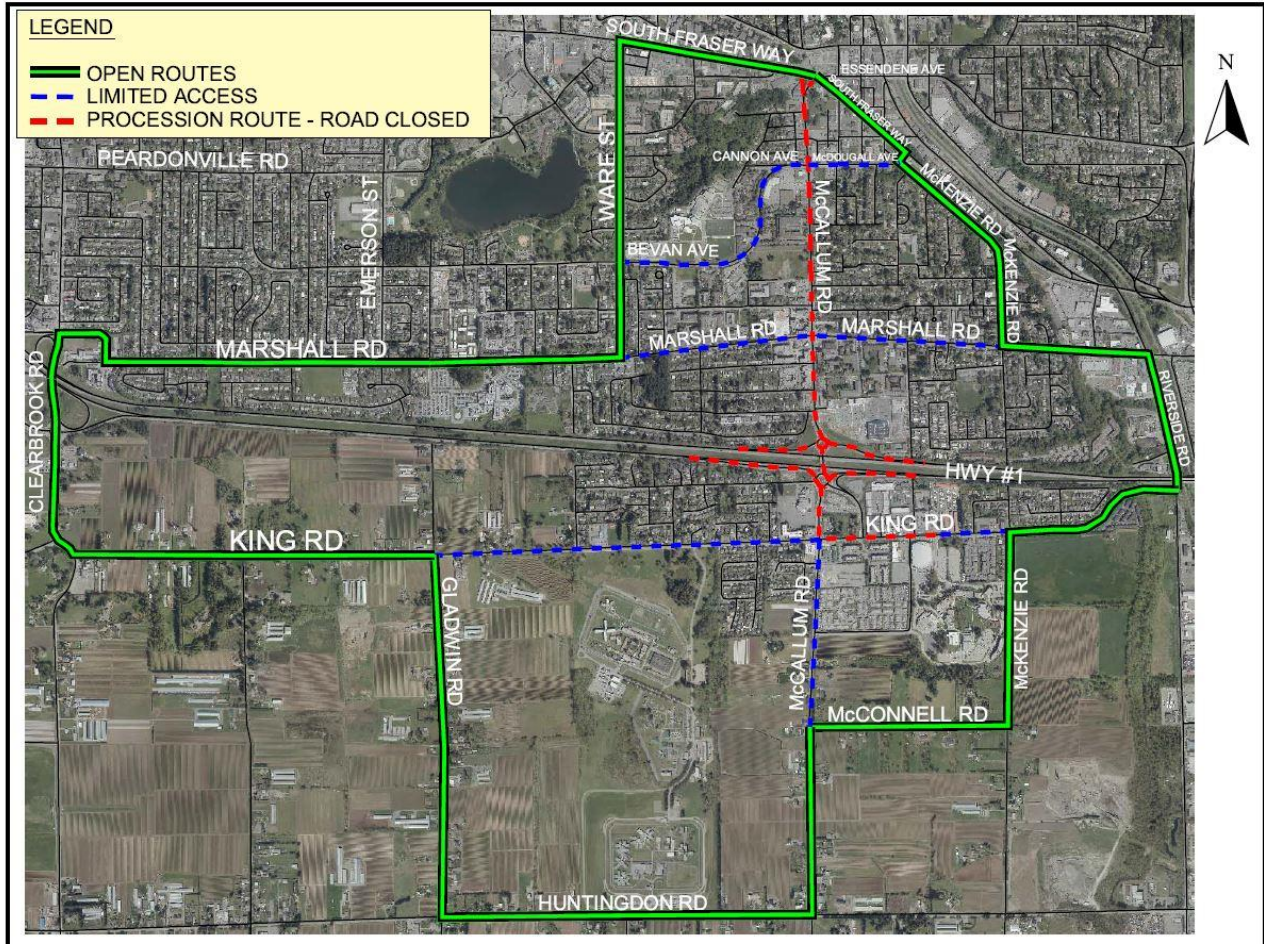 LEGEND
OPEN ROUTES
LIMITED ACCESS
PROCESSION ROUTE - ROAD CLOSED
N
SOUTH FRASER WAY
ESSENDENE AVE
SOUTH FRASER WAY
PEARDONVILLE RD
EMERSON ST
WARE ST
CANNON AVE
McDOUGALL AVE
McKENZIE RD
McCALLUM RD
BEVAN AVE
McKENZIE RD
MARSHALL RD
MARSHALL RD
MARSHALL RD
CLEARBROOK RD
RIVERSIDE RD
HWY #1
KING RD
KING RD
GLADWIN RD
McCALLUM RD
McKENZIE RD
McCONNELL RD
HUNTINGDON RD